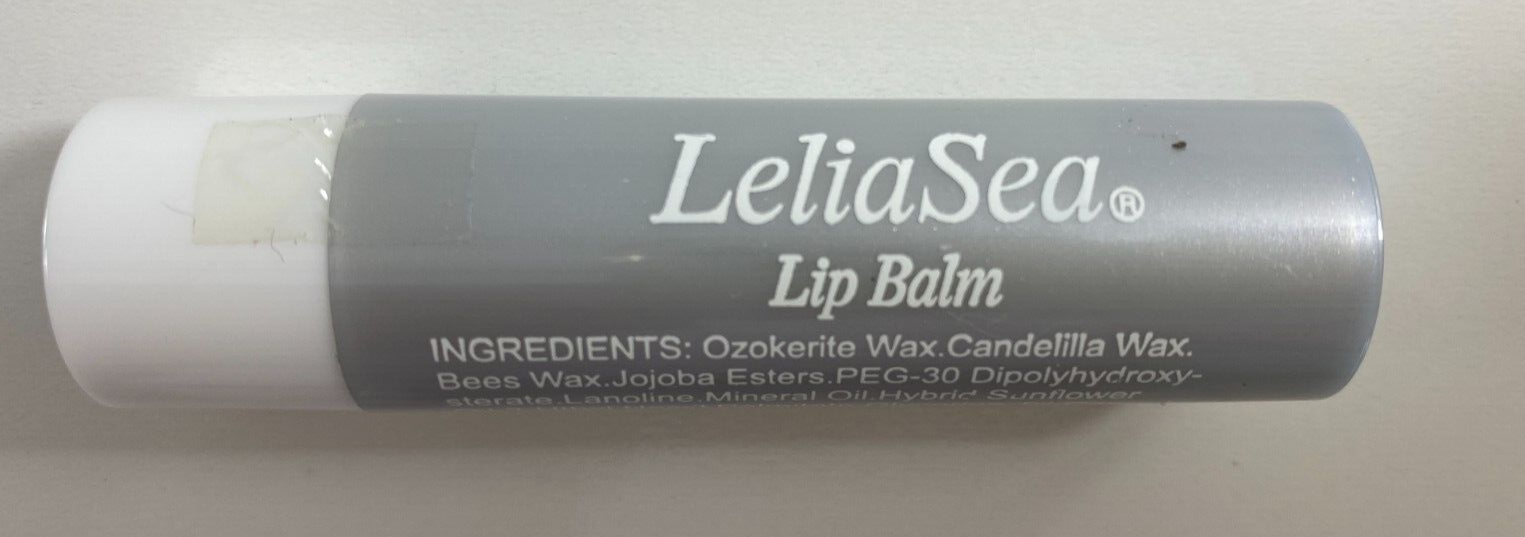 LeliaSea®
Lip Balm
INGREDIENTS: Ozokerite Wax.Candelilla Wax.
Bees Wax.Jojoba Esters.PEG-30 Dipolyhydroxy-
sterate.Lanoline.Mineral Oil.Hybrid Sunflower